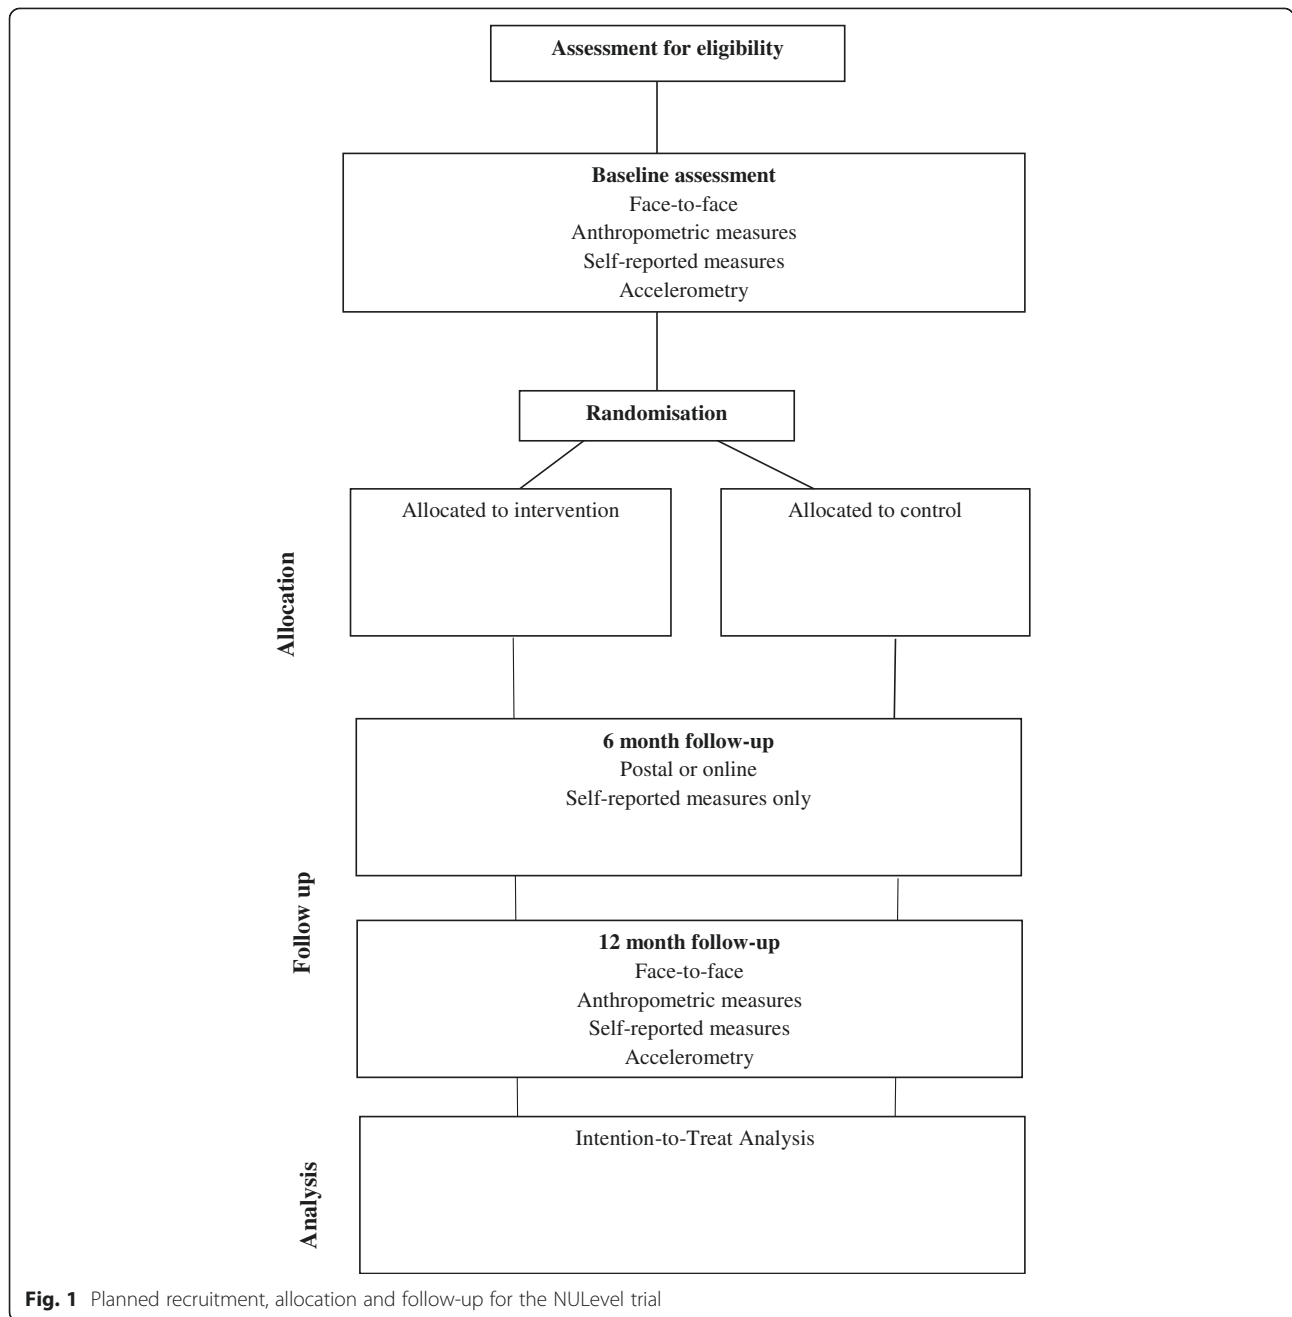 Assessment for eligibility
Baseline assessment
Face-to-face
Anthropometric measures
Self-reported measures
Accelerometry
Randomisation
Allocated to intervention
Allocated to control
Allocation
6 month follow-up
Postal or online
Self-reported measures only
Follow up
12 month follow-up
Face-to-face
Anthropometric measures
Self-reported measures
Accelerometry
Intention-to-Treat Analysis
Analysis
Fig. 1 Planned recruitment, allocation and follow-up for the NULevel trial